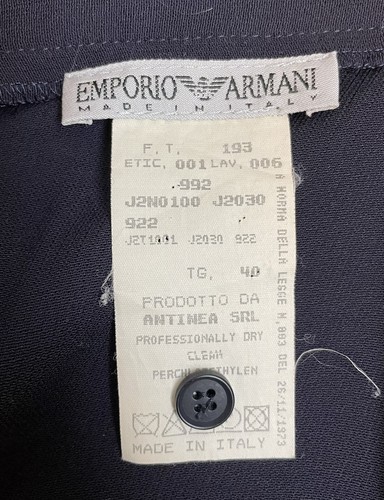 EMPORIO ARMANI
MADE IN ITALY
F.T. 193
ETIC. 001 LAV. 006
992
J2N0100 J2030
922
J2T1001 J2030 922
TG. 40
PRODOTTO DA
ANTINEA SRL
PROFESSIONALLY DRY
CLEAN
PERCHLORETHYLEN
MADE IN ITALY
A NORMA DELLA LEGGE N.883 DEL 26/11/1973